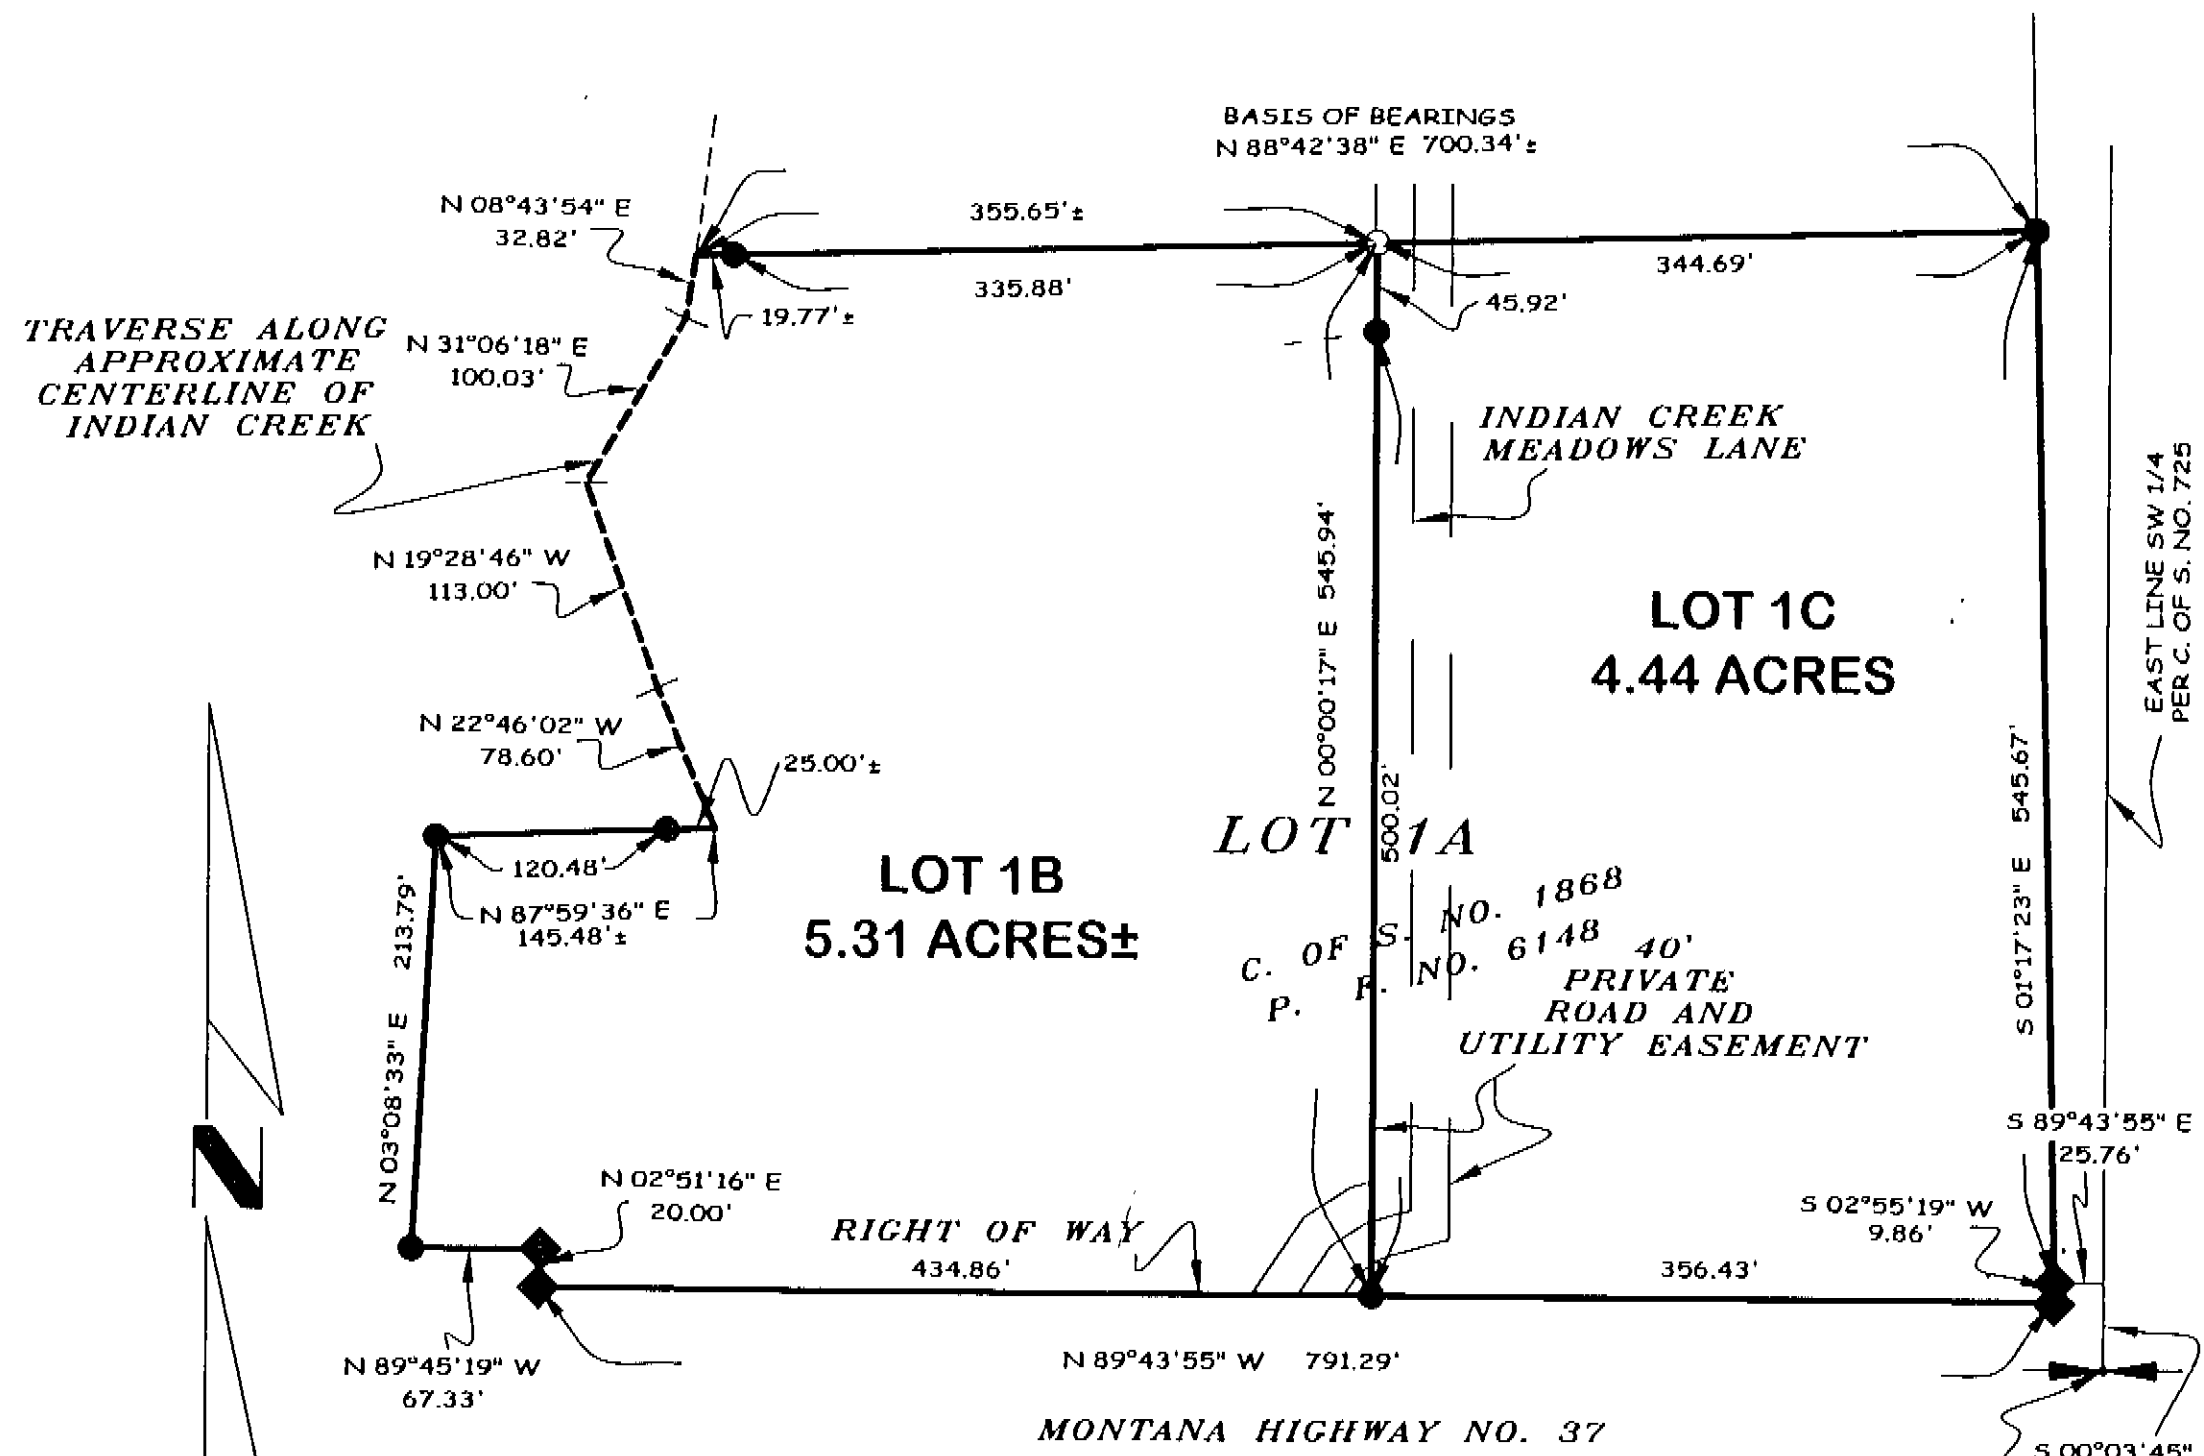 BASIS OF BEARINGS
N 88°42'38" E 700.34'±
N 08°43'54" E
32.82'
355.65'±
335.88'
19.77'±
344.69'
45.92'
TRAVERSE ALONG
APPROXIMATE
CENTERLINE OF
INDIAN CREEK
N 31°06'18" E
100.03'
INDIAN CREEK
MEADOWS LANE
N 19°28'46" W
113.00'
N 00°00'17" E 545.94'
500.02'
LOT 1C
4.44 ACRES
EAST LINE SW 1/4
PER C. OF S. NO. 725
N 22°46'02" W
78.60'
25.00'±
120.48'
N 87°59'36" E
145.48'±
LOT 1B
5.31 ACRES±
LOT 1A
C. OF S. NO. 1868
P. F. NO. 6148
40'
PRIVATE
ROAD AND
UTILITY EASEMENT
S 01°17'23" E 545.67'
N 03°08'33" E 213.79'
N
N 02°51'16" E
20.00'
RIGHT OF WAY
434.86'
356.43'
S 89°43'55" E
25.76'
S 02°55'19" W
9.86'
N 89°45'19" W
67.33'
N 89°43'55" W 791.29'
MONTANA HIGHWAY NO. 37
S 00°03'45"